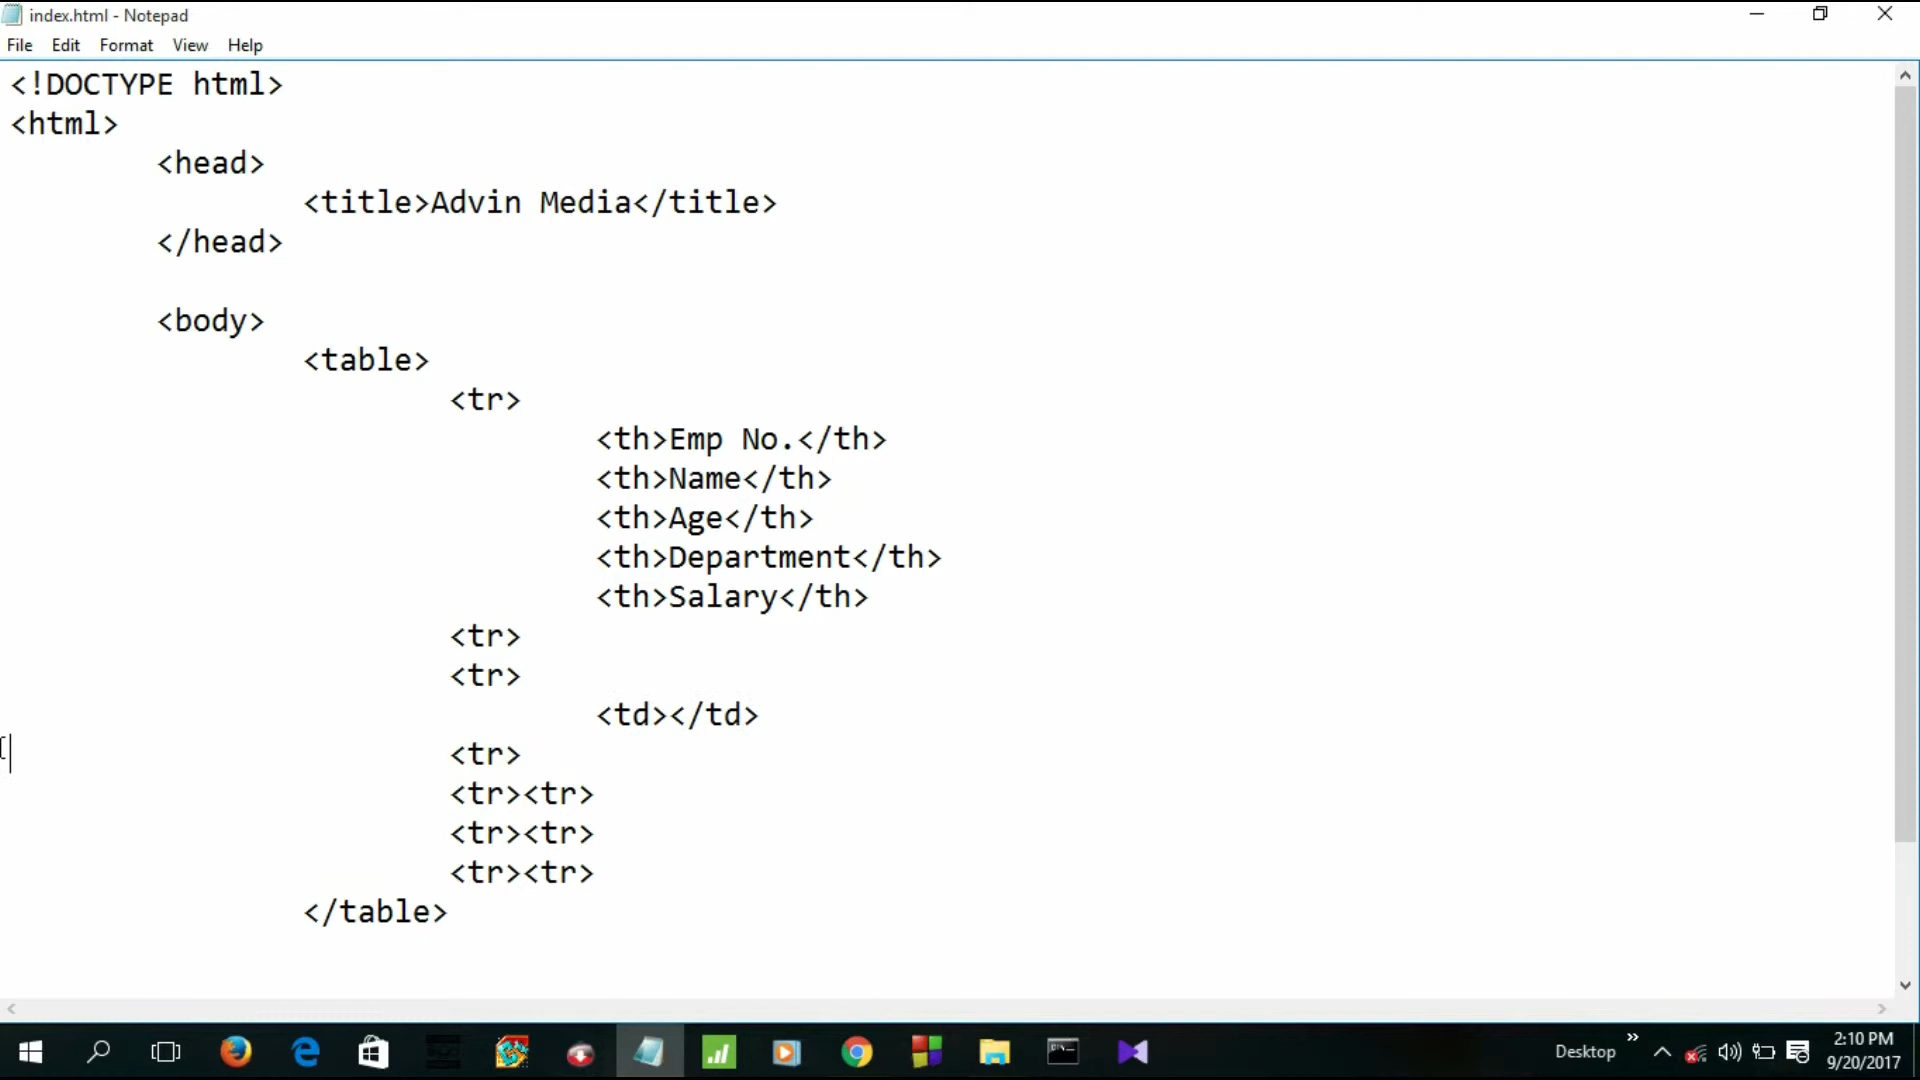 index.html - Notepad
File Edit Format View Help
<!DOCTYPE html>
<html>
<head>
<title>Advin Media</title>
</head>
<body>
<table>
<tr>
<th>Emp No.</th>
<th>Name</th>
<th>Age</th>
<th>Department</th>
<th>Salary</th>
<tr>
<tr>
<td></td>
<tr>
<tr><tr>
<tr><tr>
<tr><tr>
</table>
Desktop
2:10 PM
9/20/2017